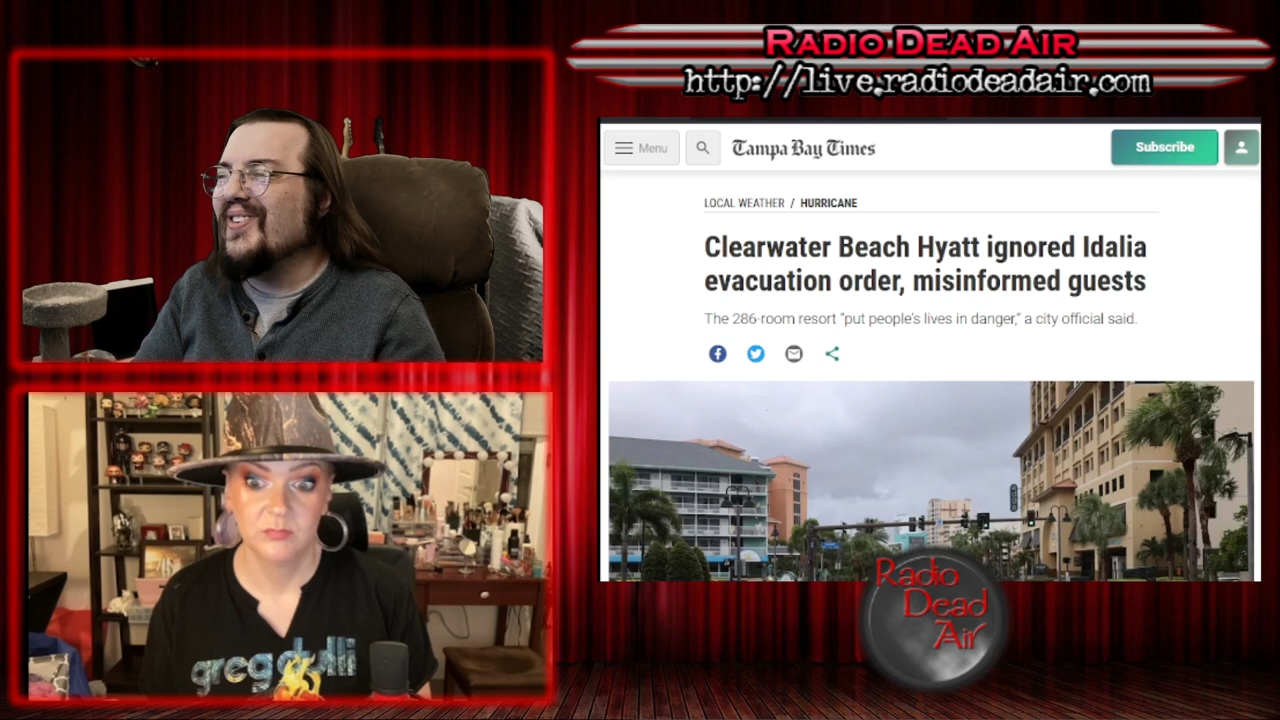 Radio Dead Air
http://live.radiodeadair.com
Menu
Tampa Bay Times
Subscribe
LOCAL WEATHER / HURRICANE
Clearwater Beach Hyatt ignored Idalia
evacuation order, misinformed guests
The 286-room resort “put people’s lives in danger,” a city official said.
greg dulli
Radio
Dead
Air